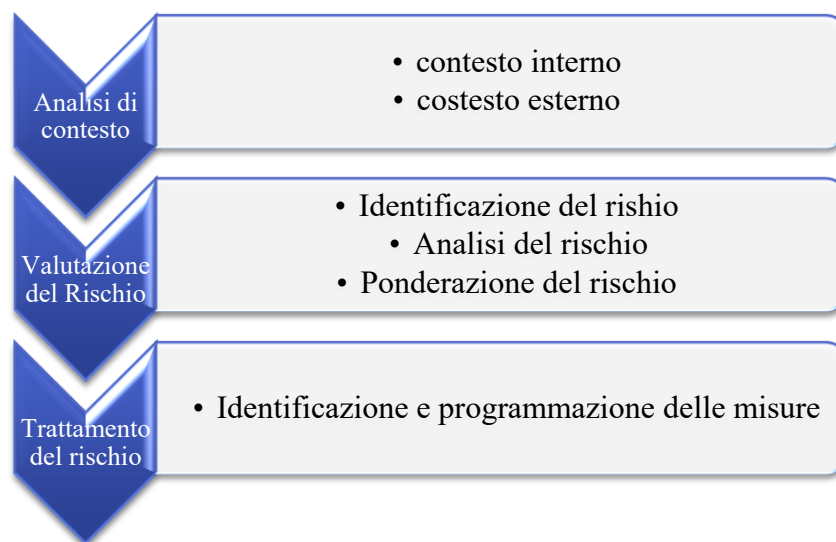 Analisi di
contesto
• contesto interno
• costesto esterno
Valutazione
del Rischio
• Identificazione del rishio
• Analisi del rischio
• Ponderazione del rischio
Trattamento
del rischio
• Identificazione e programmazione delle misure